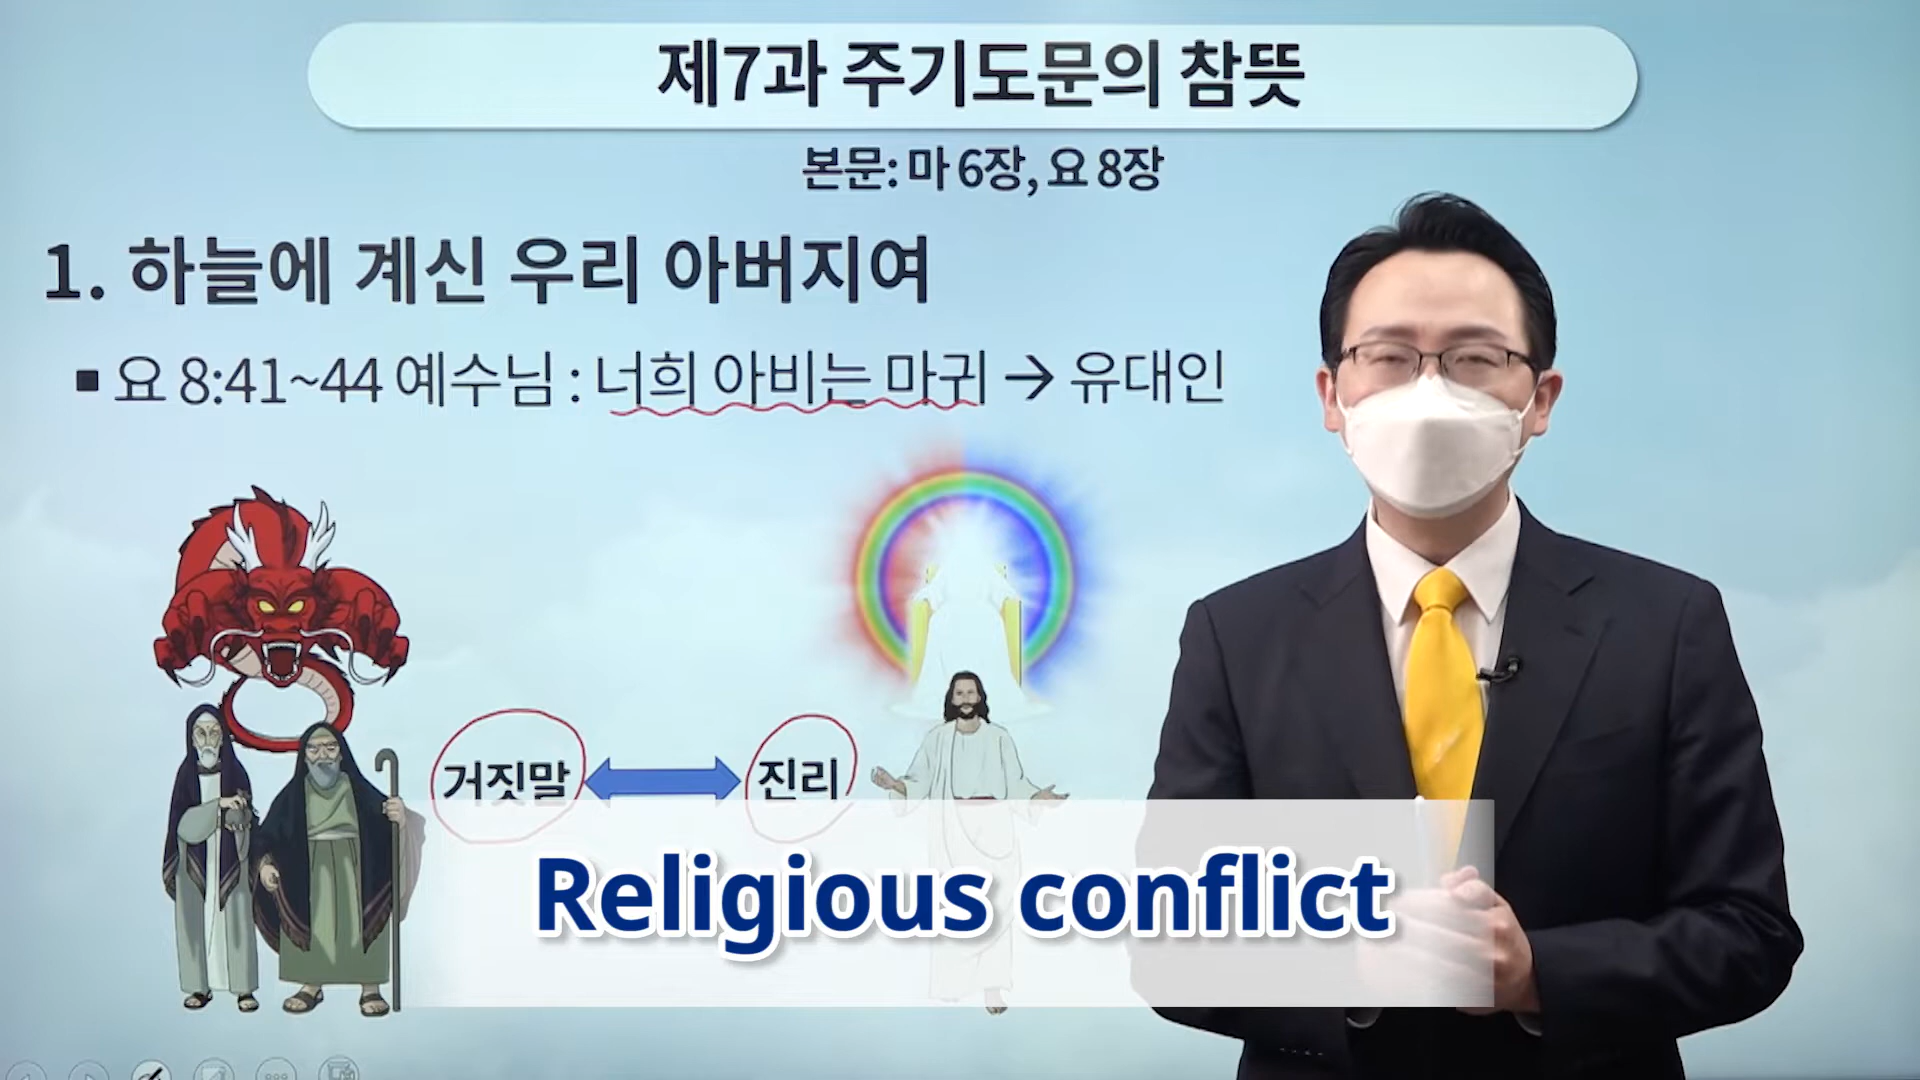 제7과 주기도문의 참뜻
본문: 마 6장, 요 8장
1. 하늘에 계신 우리 아버지여
▪ 요 8:41~44 예수님 : 너희 아비는 마귀 → 유대인
거짓말 진리
Religious conflict